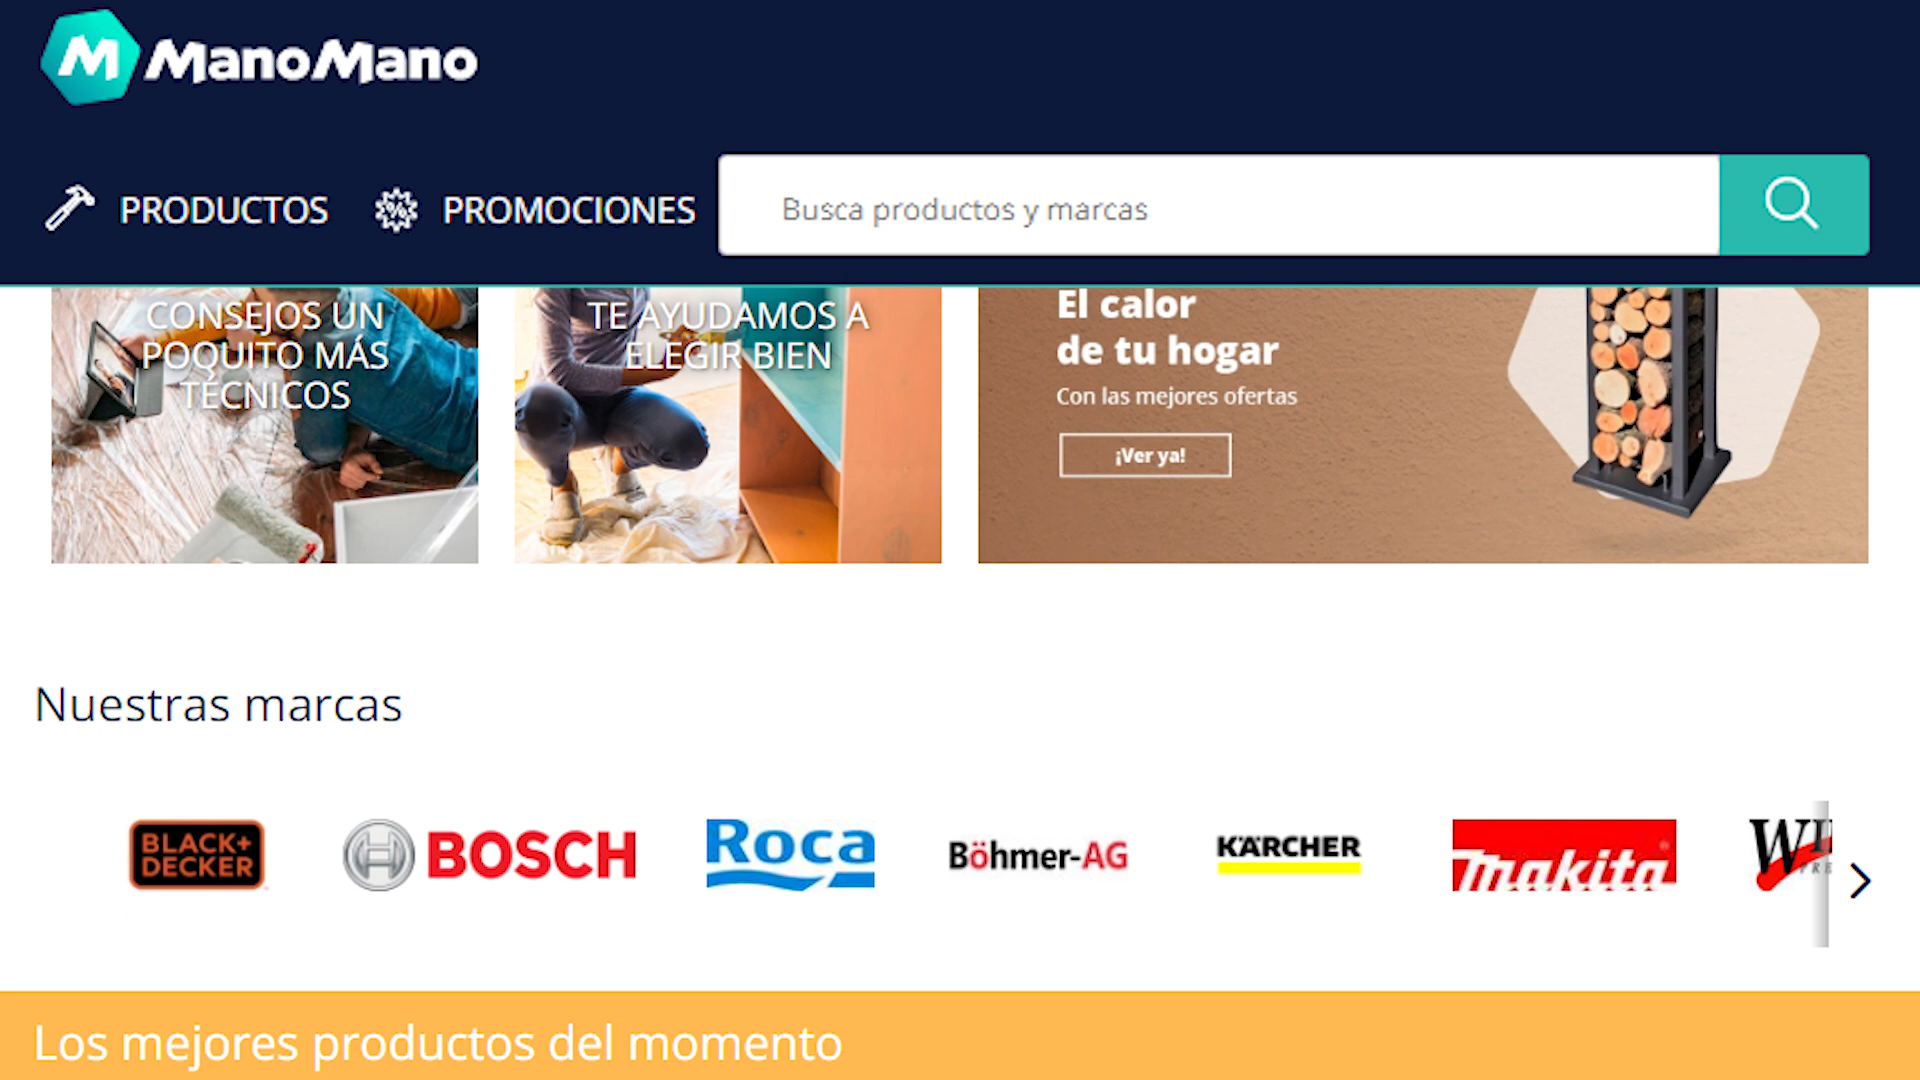 ManoMano
PRODUCTOS
PROMOCIONES
Busca productos y marcas
CONSEJOS UN
POQUITO MÁS
TÉCNICOS
TE AYUDAMOS A
ELEGIR BIEN
El calor
de tu hogar
Con las mejores ofertas
¡Ver ya!
Nuestras marcas
BLACK+
DECKER
BOSCH
Roca
Böhmer-AG
KÄRCHER
makita
Los mejores productos del momento